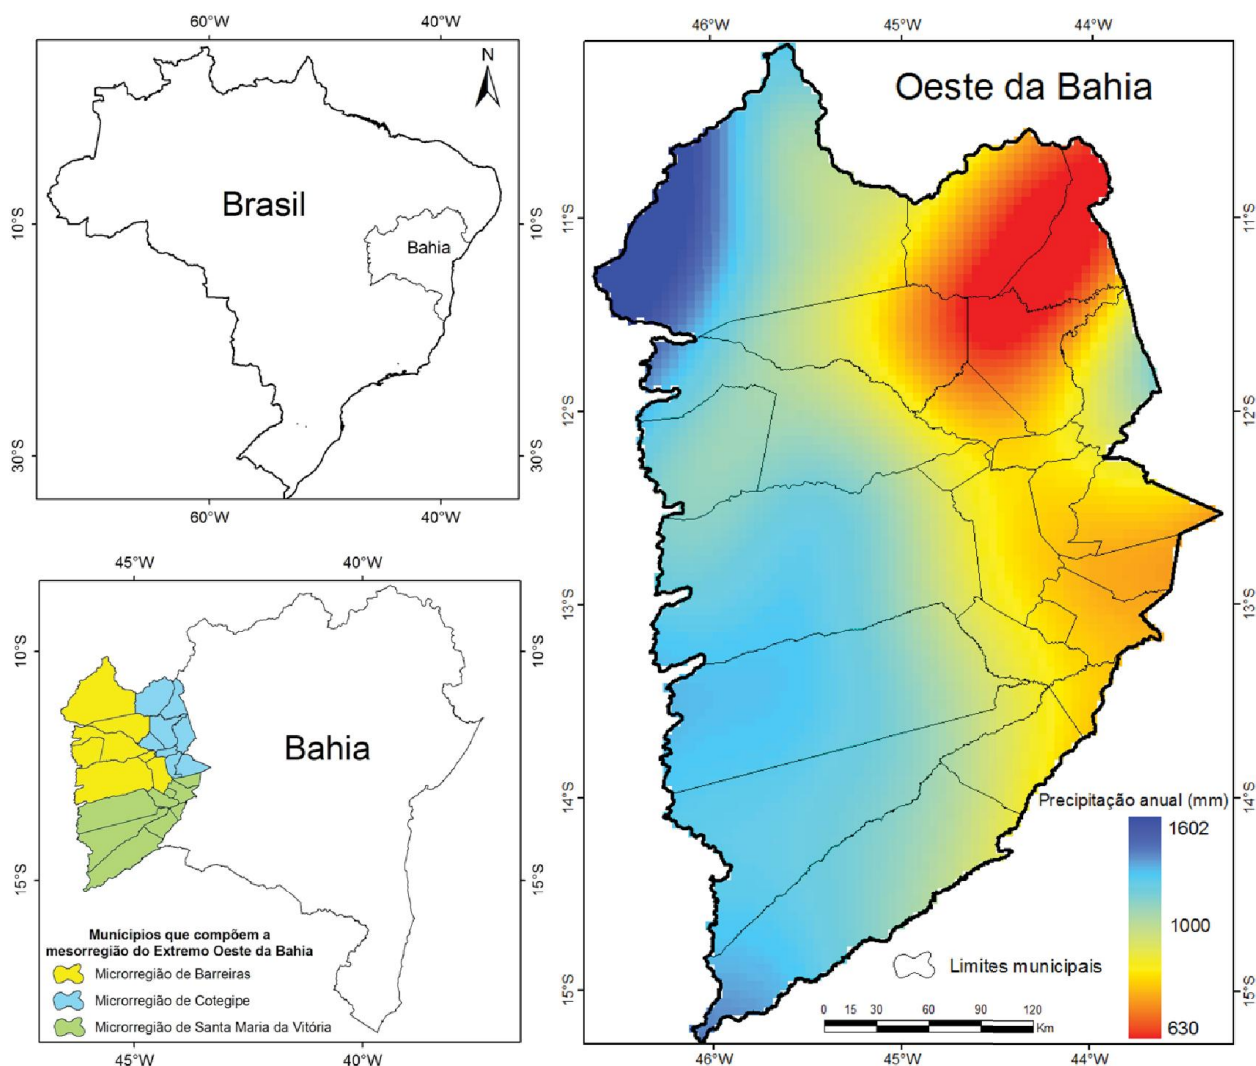 60°W
40°W
N
Brasil
Bahia
10°S
10°S
30°S
30°S
60°W
40°W
45°W
40°W
10°S
10°S
Bahia
15°S
15°S
Munícipios que compõem a
mesorregião do Extremo Oeste da Bahia
Microrregião de Barreiras
Microrregião de Cotegipe
Microrregião de Santa Maria da Vitória
45°W
40°W
46°W
45°W
44°W
Oeste da Bahia
11°S
11°S
12°S
12°S
13°S
13°S
14°S
14°S
Precipitação anual (mm)
1602
1000
630
Limites municipais
0 15 30 60 90 120
Km
15°S
15°S
46°W
45°W
44°W